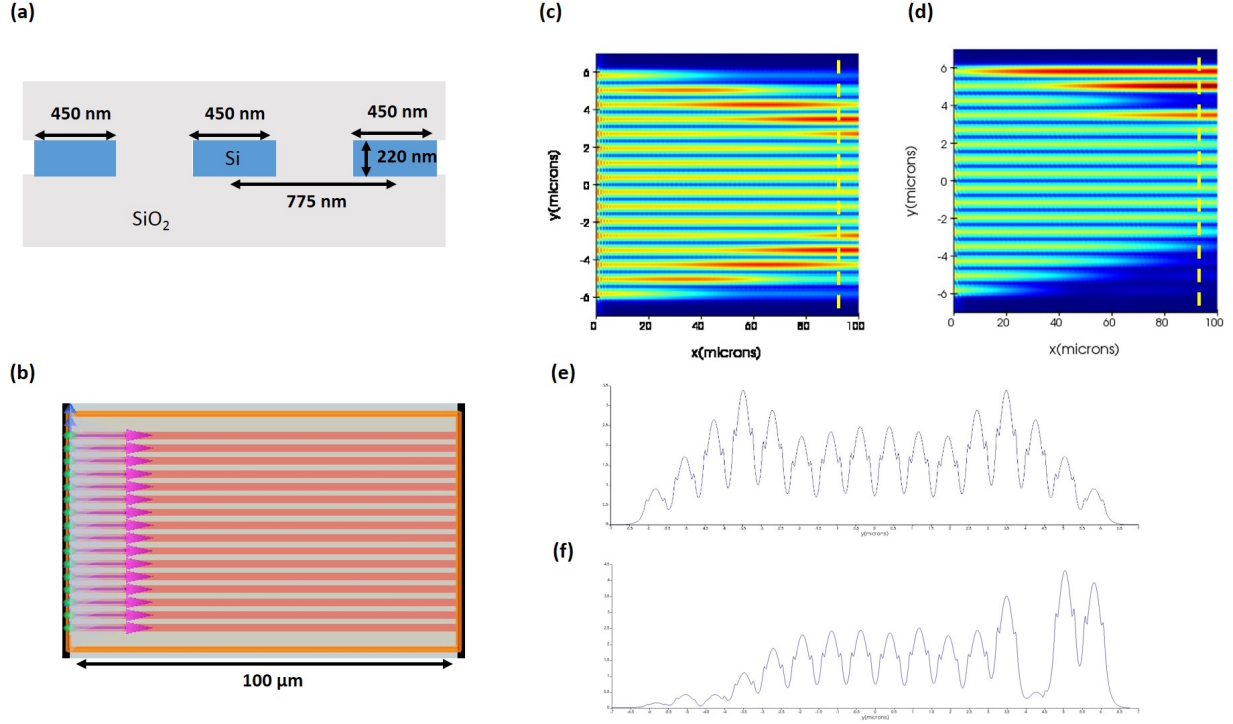 (a)
450 nm 450 nm 450 nm
Si
220 nm
775 nm
SiO2
(b)
100 µm
(c)
y(microns)
6
4
2
0
-2
-4
-6
0 20 40 60 80 100
x(microns)
(d)
y(microns)
6
4
2
0
-2
-4
-6
0 20 40 60 80 100
x(microns)
(e)
y(microns)
(f)
y(microns)